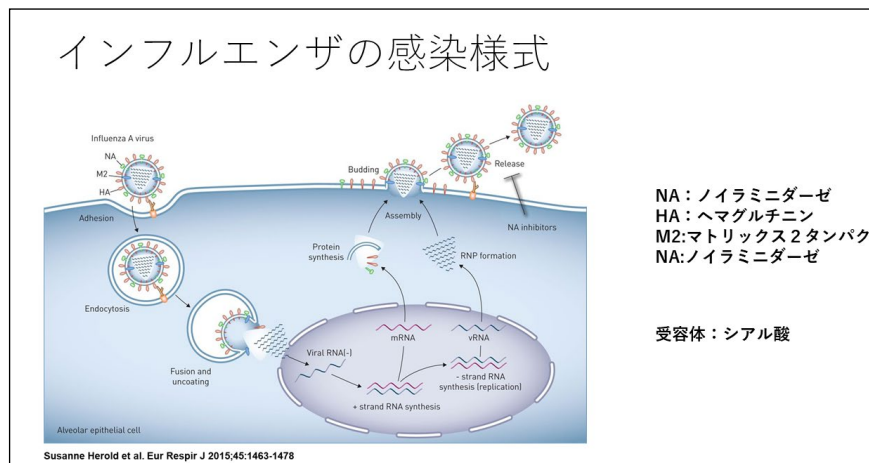 インフルエンザの感染様式
Influenza A virus
NA
M2
HA
Adhesion
Endocytosis
Fusion and
uncoating
Viral RNA(-)
+ strand RNA synthesis
- strand RNA
synthesis (replication)
mRNA
vRNA
Protein
synthesis
RNP formation
Assembly
Budding
Release
NA inhibitors
Alveolar epithelial cell
Susanne Herold et al. Eur Respir J 2015;45:1463-1478
NA：ノイラミニダーゼ
HA：ヘマグルチニン
M2:マトリックス２タンパク
NA:ノイラミニダーゼ
受容体：シアル酸